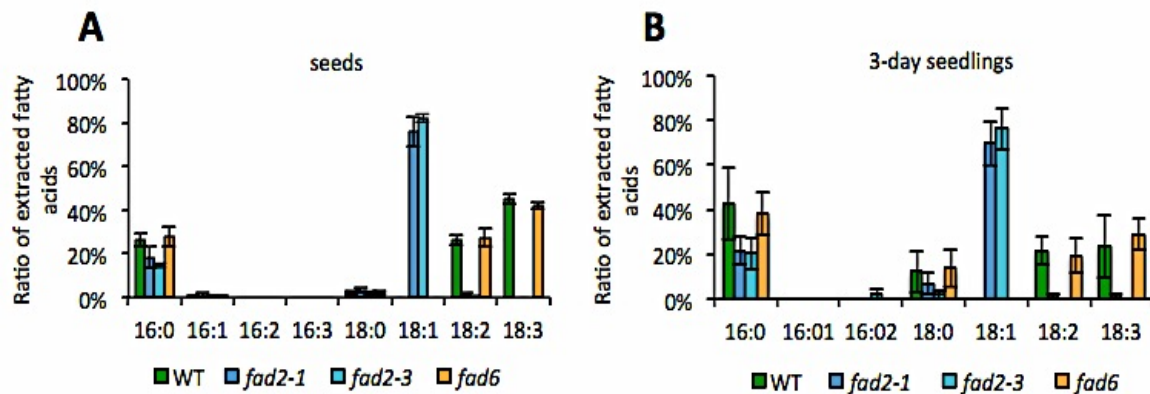 A
seeds
Ratio of extracted fatty
acids
100%
80%
60%
40%
20%
0%
16:0 16:1 16:2 16:3 18:0 18:1 18:2 18:3
WT fad2-1 fad2-3 fad6
B
3-day seedlings
Ratio of extracted fatty
acids
100%
80%
60%
40%
20%
0%
16:0 16:01 16:02 18:0 18:1 18:2 18:3
WT fad2-1 fad2-3 fad6